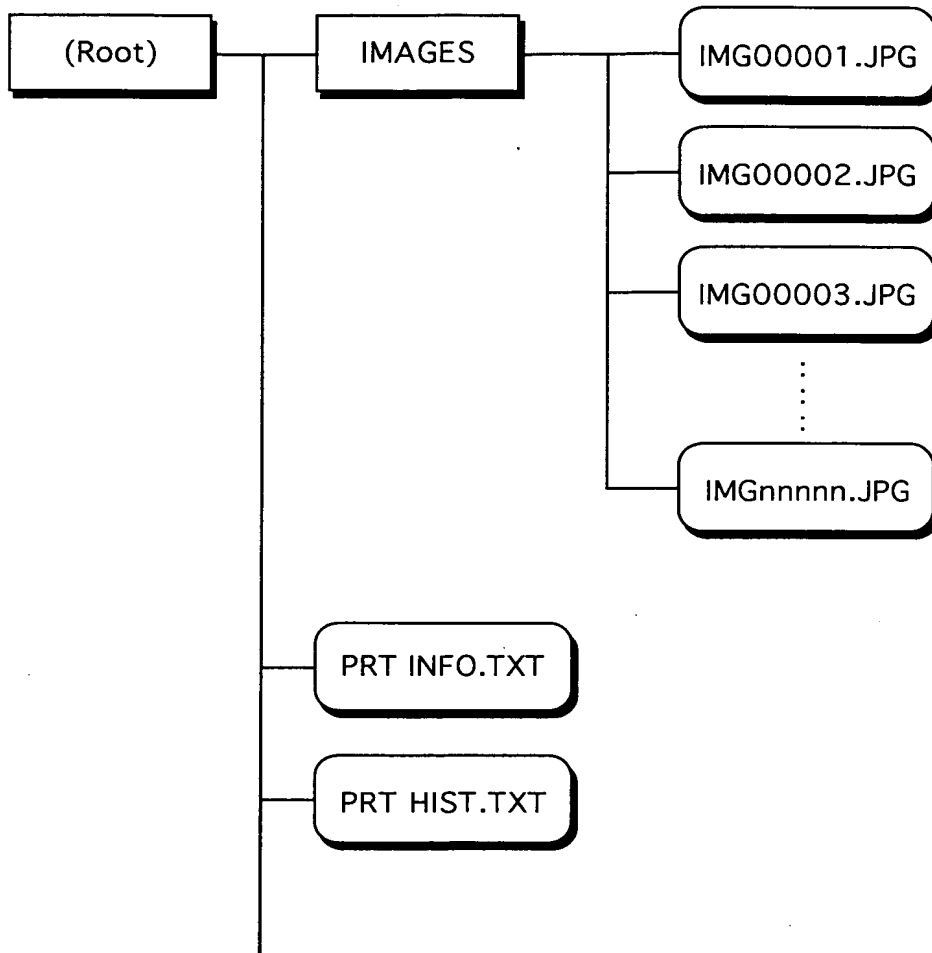 (Root)
IMAGES
IMG00001.JPG
IMG00002.JPG
IMG00003.JPG
IMGnnnnn.JPG
PRT INFO.TXT
PRT HIST.TXT